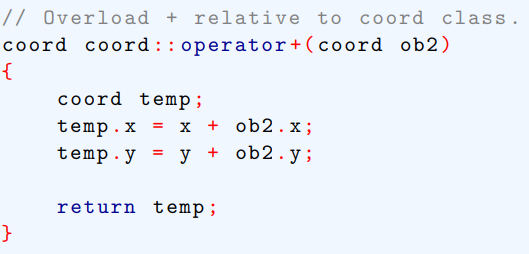 // Overload + relative to coord class.
coord coord::operator+(coord ob2)
{
    coord temp;
    temp.x = x + ob2.x;
    temp.y = y + ob2.y;

    return temp;
}